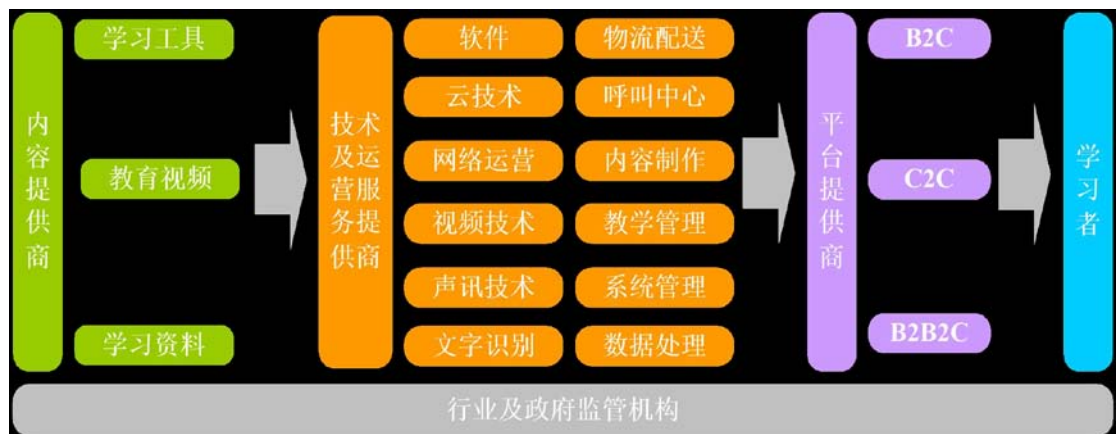 内容提供商
学习工具
教育视频
学习资料
技术及运营服务提供商
软件
物流配送
云技术
呼叫中心
网络运营
内容制作
视频技术
教学管理
声讯技术
系统管理
文字识别
数据处理
平台提供商
B2C
C2C
B2B2C
学习者
行业及政府监管机构